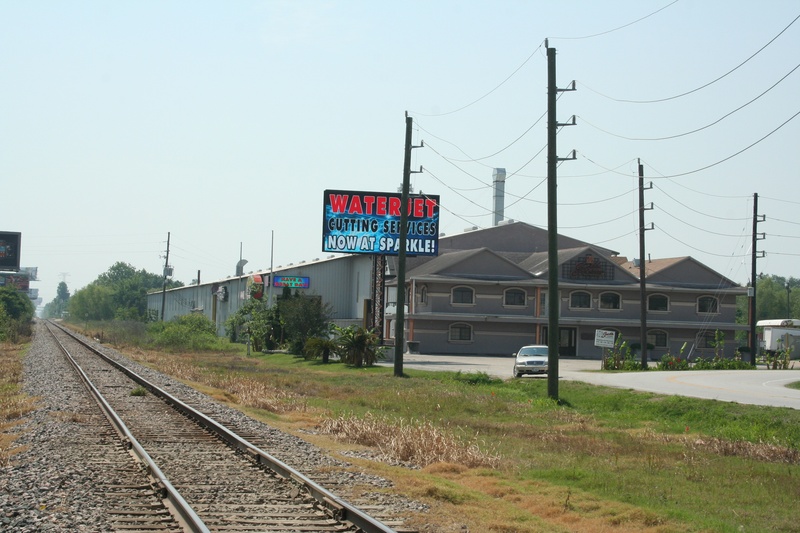 WATERJET
CUTTING SERVICES
NOW AT SPARKLE!